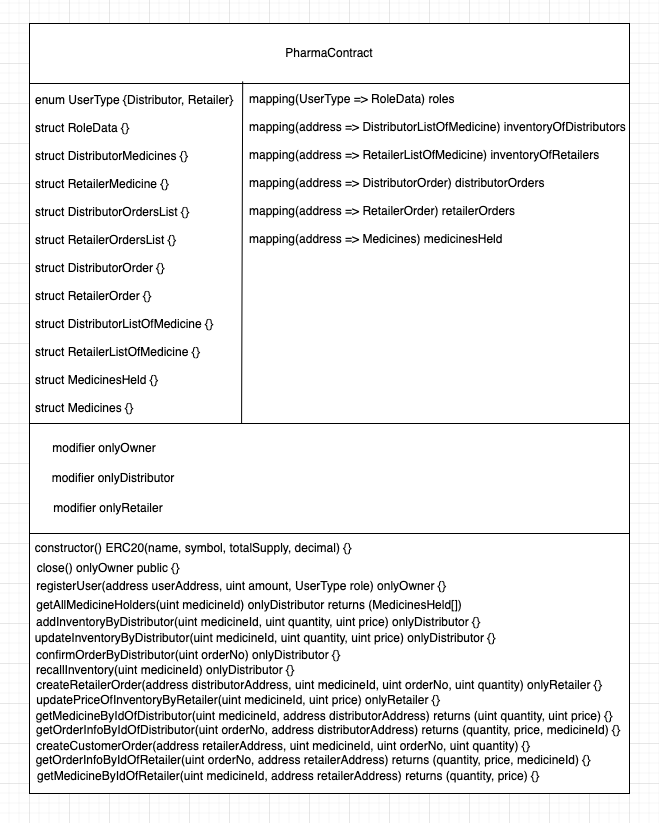 PharmaContract
enum UserType {Distributor, Retailer}
struct RoleData {}
struct DistributorMedicines {}
struct RetailerMedicine {}
struct DistributorOrdersList {}
struct RetailerOrdersList {}
struct DistributorOrder {}
struct RetailerOrder {}
struct DistributorListOfMedicine {}
struct RetailerListOfMedicine {}
struct MedicinesHeld {}
struct Medicines {}
mapping(UserType => RoleData) roles
mapping(address => DistributorListOfMedicine) inventoryOfDistributors
mapping(address => RetailerListOfMedicine) inventoryOfRetailers
mapping(address => DistributorOrder) distributorOrders
mapping(address => RetailerOrder) retailerOrders
mapping(address => Medicines) medicinesHeld
modifier onlyOwner
modifier onlyDistributor
modifier onlyRetailer
constructor() ERC20(name, symbol, totalSupply, decimal) {}
close() onlyOwner public {}
registerUser(address userAddress, uint amount, UserType role) onlyOwner {}
getAllMedicineHolders(uint medicineId) onlyDistributor returns (MedicinesHeld[])
addInventoryByDistributor(uint medicineId, uint quantity, uint price) onlyDistributor {}
updateInventoryByDistributor(uint medicineId, uint quantity, uint price) onlyDistributor {}
confirmOrderByDistributor(uint orderNo) onlyDistributor {}
recallInventory(uint medicineId) onlyDistributor {}
createRetailerOrder(address distributorAddress, uint medicineId, uint orderNo, uint quantity) onlyRetailer {}
updatePriceOfInventoryByRetailer(uint medicineId, uint price) onlyRetailer {}
getMedicineByIdOfDistributor(uint medicineId, address distributorAddress) returns (uint quantity, uint price) {}
getOrderInfoByIdOfDistributor(uint orderNo, address distributorAddress) returns (quantity, price, medicineId) {}
createCustomerOrder(address retailerAddress, uint medicineId, uint orderNo, uint quantity) {}
getOrderInfoByIdOfRetailer(uint orderNo, address retailerAddress) returns (quantity, price, medicineId) {}
getMedicineByIdOfRetailer(uint medicineId, address retailerAddress) returns (quantity, price) {}